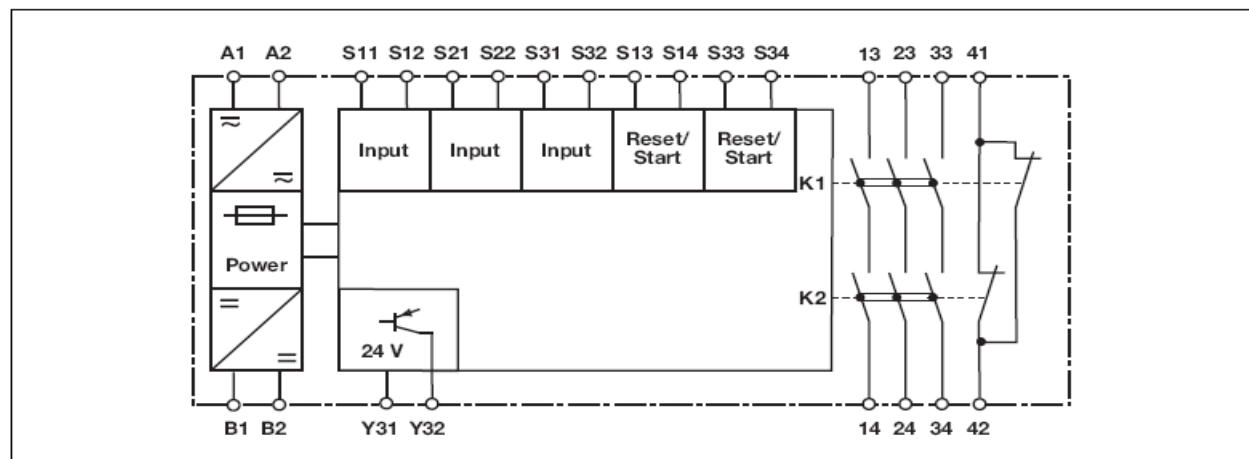 A1 A2 S11 S12 S21 S22 S31 S32 S13 S14 S33 S34 13 23 33 41
Input Input Input Reset/ Start Reset/ Start
K1
Power
K2
24 V
B1 B2 Y31 Y32 14 24 34 42